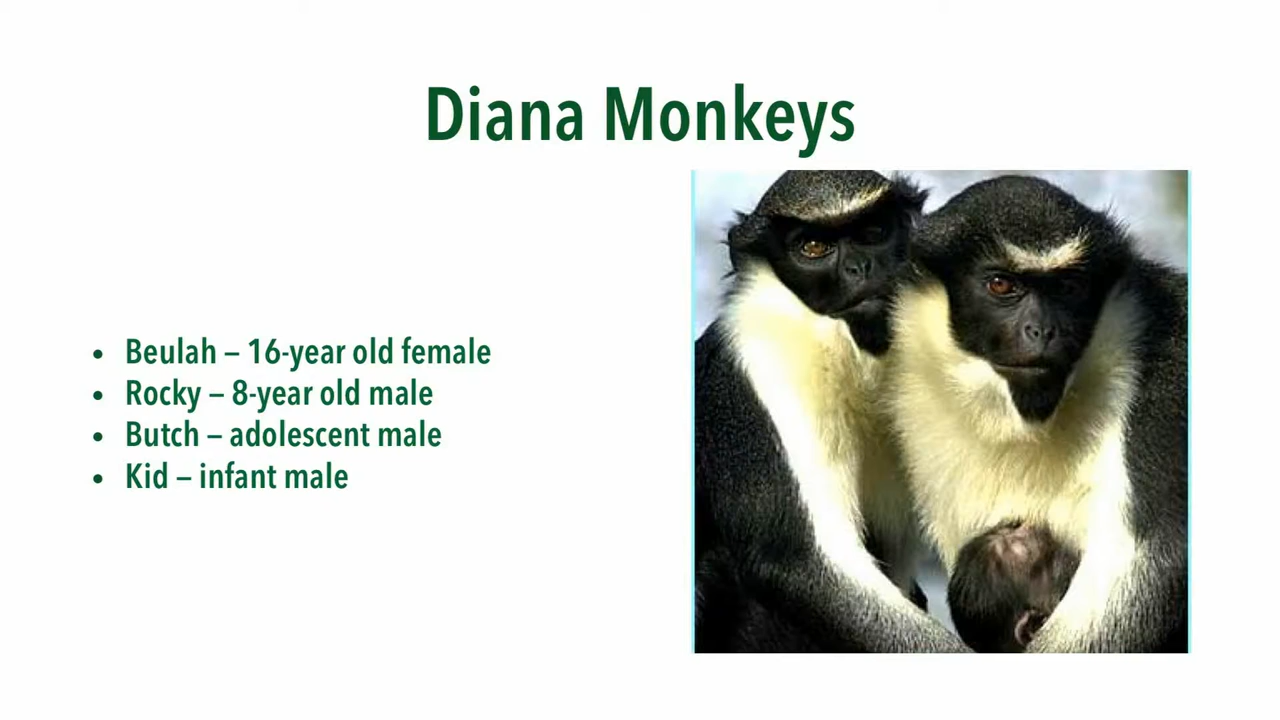 Diana Monkeys
• Beulah – 16-year old female
• Rocky – 8-year old male
• Butch – adolescent male
• Kid – infant male